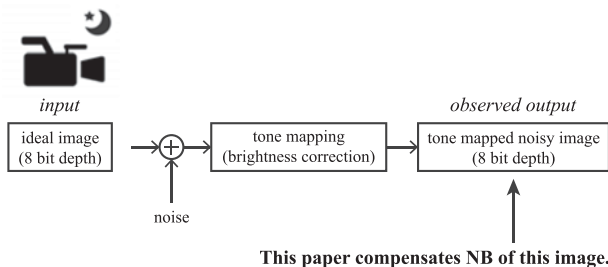 input
observed output
ideal image
(8 bit depth)
tone mapping
(brightness correction)
tone mapped noisy image
(8 bit depth)
noise
This paper compensates NB of this image.